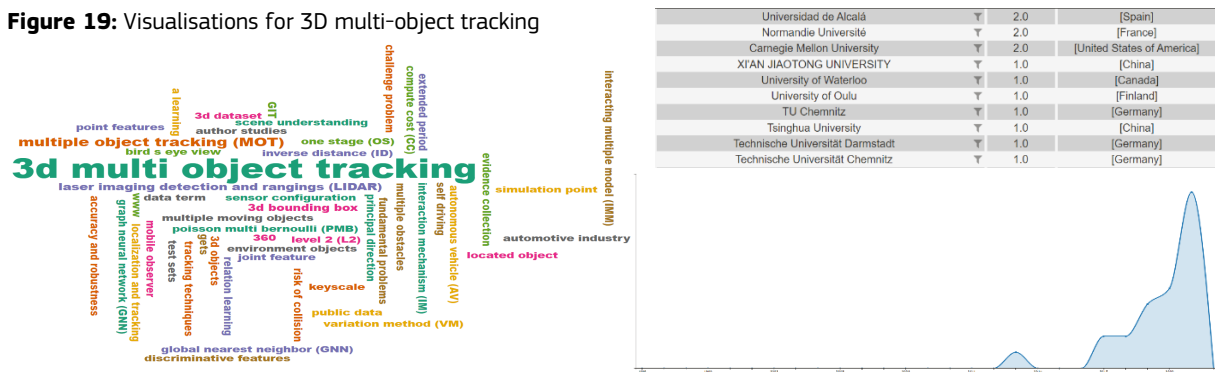 Figure 19: Visualisations for 3D multi-object tracking
challenge problem
compute cost (CC)
extended period
interacting multiple model (IMM)
a learning
GIT
3d dataset
scene understanding
point features
author studies
multiple object tracking (MOT)
one stage (OS)
bird s eye view
inverse distance (ID)
3d multi object tracking
evidence collection
laser imaging detection and rangings (LIDAR)
simulation point
data term
sensor configuration
3d bounding box
multiple moving objects
poisson multi bernoulli (PMB)
360
level 2 (L2)
environment objects
joint feature
accuracy and robustness
graph neural network (GNN)
www
localization and tracking
mobile observer
test sets
tracking techniques
gets
3d objects
relation learning
risk of collision
principal direction
fundamental problems
multiple obstacles
interaction mechanism (IM)
self driving
autonomous vehicle (AV)
automotive industry
located object
keyscale
public data
variation method (VM)
global nearest neighbor (GNN)
discriminative features
Universidad de Alcalá 2.0 [Spain]
Normandie Université 2.0 [France]
Carnegie Mellon University 2.0 [United States of America]
XI'AN JIAOTONG UNIVERSITY 1.0 [China]
University of Waterloo 1.0 [Canada]
University of Oulu 1.0 [Finland]
TU Chemnitz 1.0 [Germany]
Tsinghua University 1.0 [China]
Technische Universität Darmstadt 1.0 [Germany]
Technische Universität Chemnitz 1.0 [Germany]